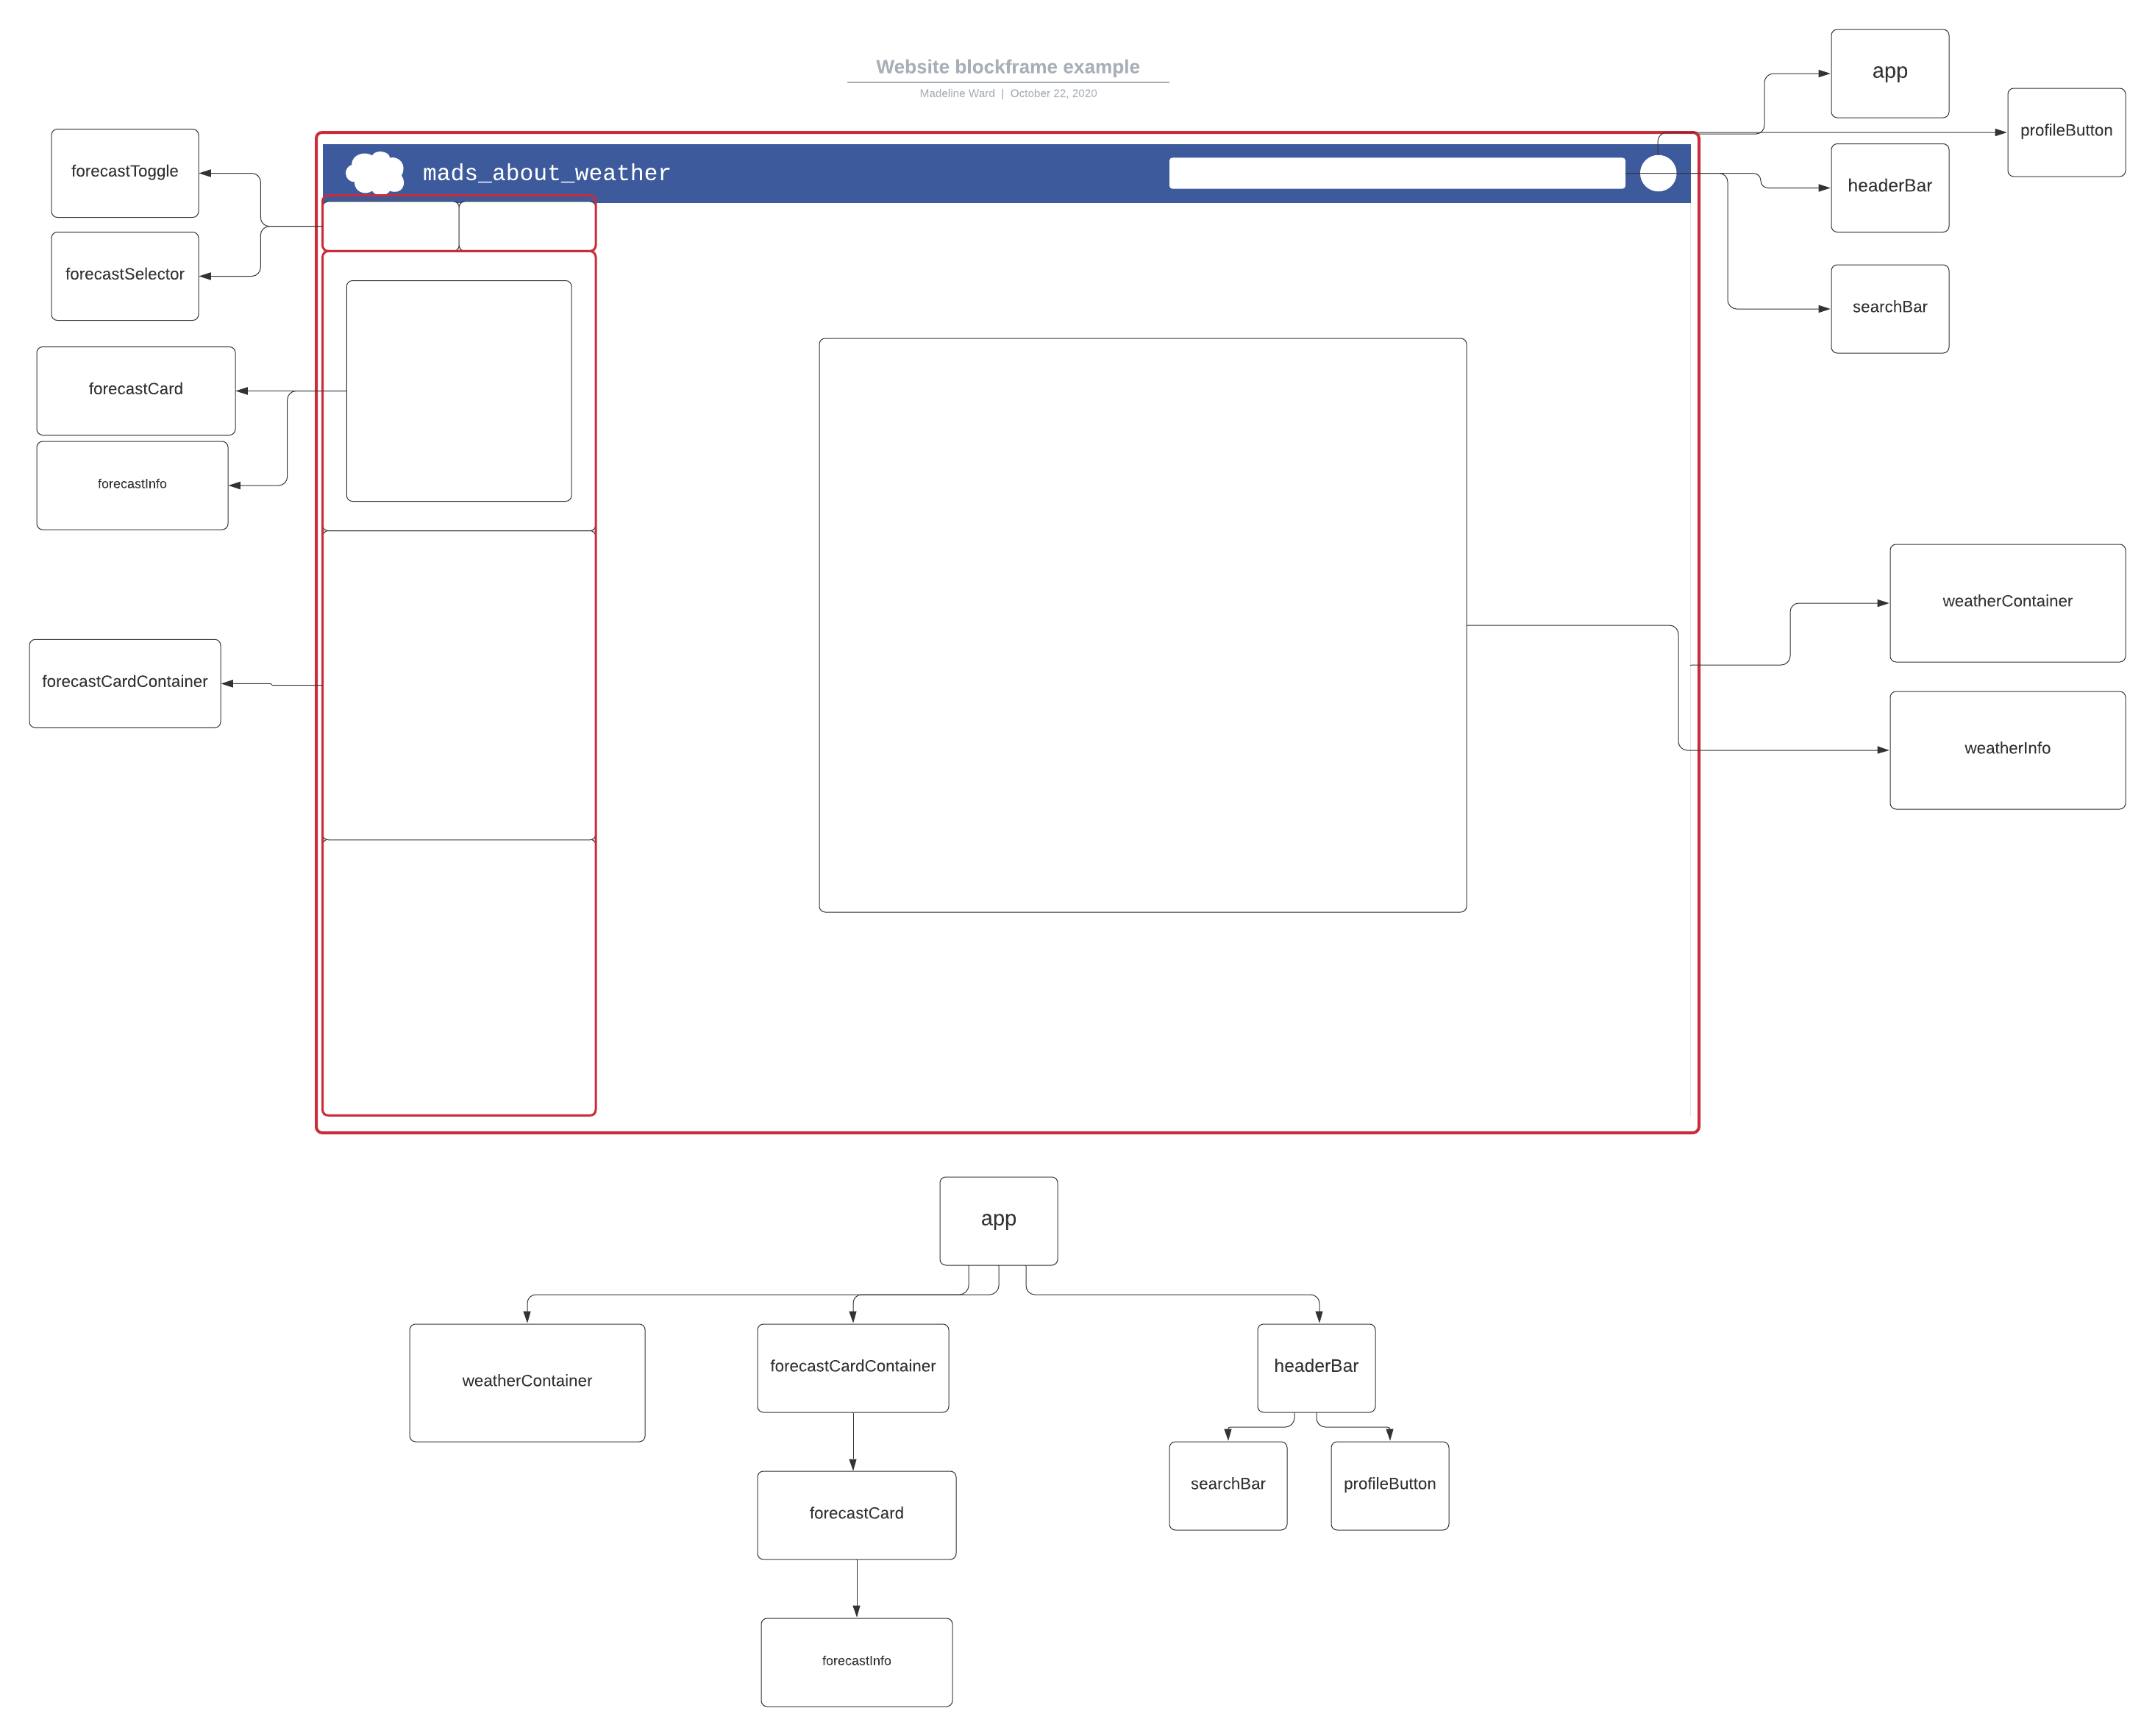 Website blockframe example
Madeline Ward | October 22, 2020
app
profileButton
forecastToggle
mads_about_weather
headerBar
forecastSelector
searchBar
forecastCard
forecastInfo
weatherContainer
forecastCardContainer
weatherInfo
app
weatherContainer
forecastCardContainer
headerBar
searchBar
profileButton
forecastCard
forecastInfo